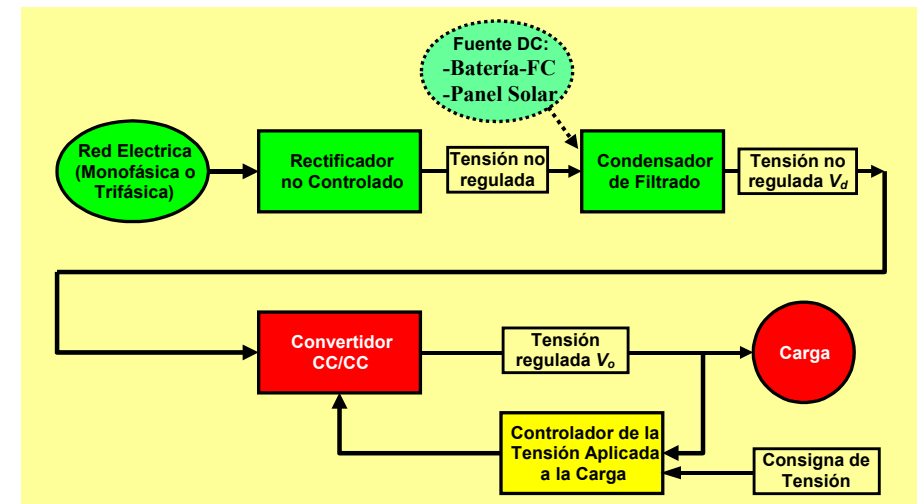 Fuente DC:
-Batería-FC
-Panel Solar
Red Electrica
(Monofásica o
Trifásica)
Rectificador
no Controlado
Tensión no
regulada
Condensador
de Filtrado
Tensión no
regulada Vd
Convertidor
CC/CC
Tensión
regulada Vo
Carga
Controlador de la
Tensión Aplicada
a la Carga
Consigna de
Tensión